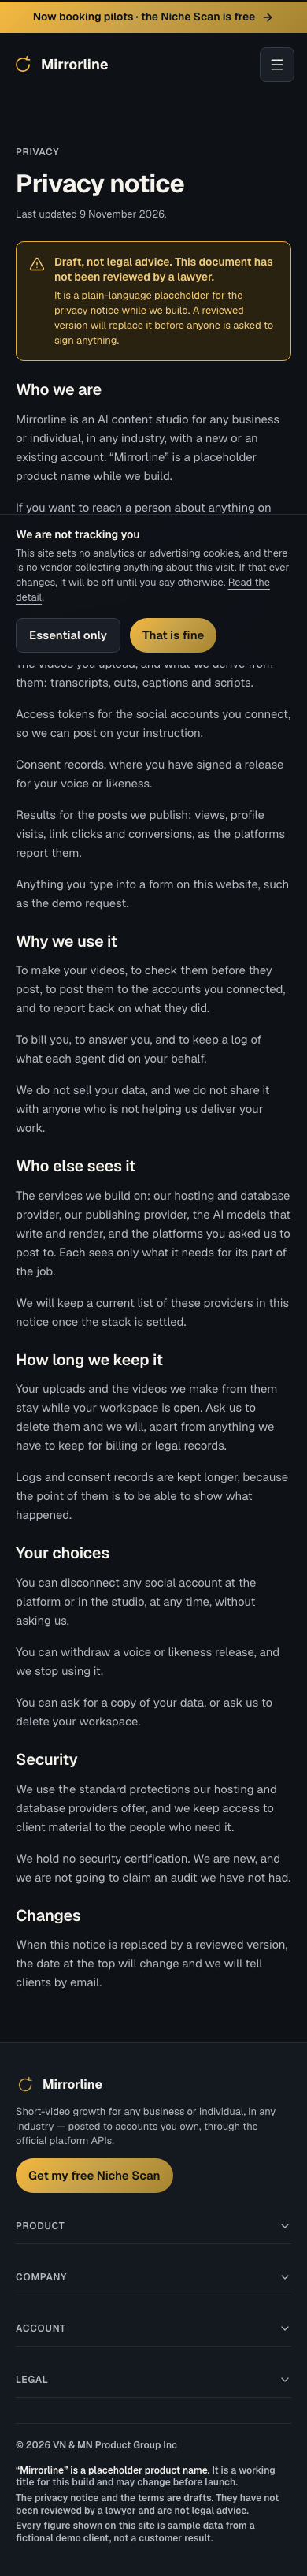 Now booking pilots · the Niche Scan is free →
Mirrorline
PRIVACY
Privacy notice
Last updated 9 November 2026.
Draft, not legal advice. This document has
not been reviewed by a lawyer.
It is a plain-language placeholder for the
privacy notice while we build. A reviewed
version will replace it before anyone is asked to
sign anything.
Who we are
Mirrorline is an AI content studio for any business
or individual, in any industry, with a new or an
existing account. “Mirrorline” is a placeholder
product name while we build.
If you want to reach a person about anything on
We are not tracking you
This site sets no analytics or advertising cookies, and there
is no vendor collecting anything about this visit. If that ever
changes, it will be off until you say otherwise. Read the
detail.
Essential only
That is fine
The videos you upload, and what we derive from
them: transcripts, cuts, captions and scripts.
Access tokens for the social accounts you connect,
so we can post on your instruction.
Consent records, where you have signed a release
for your voice or likeness.
Results for the posts we publish: views, profile
visits, link clicks and conversions, as the platforms
report them.
Anything you type into a form on this website, such
as the demo request.
Why we use it
To make your videos, to check them before they
post, to post them to the accounts you connected,
and to report back on what they did.
To bill you, to answer you, and to keep a log of
what each agent did on your behalf.
We do not sell your data, and we do not share it
with anyone who is not helping us deliver your
work.
Who else sees it
The services we build on: our hosting and database
provider, our publishing provider, the AI models that
write and render, and the platforms you asked us to
post to. Each sees only what it needs for its part of
the job.
We will keep a current list of these providers in this
notice once the stack is settled.
How long we keep it
Your uploads and the videos we make from them
stay while your workspace is open. Ask us to
delete them and we will, apart from anything we
have to keep for billing or legal records.
Logs and consent records are kept longer, because
the point of them is to be able to show what
happened.
Your choices
You can disconnect any social account at the
platform or in the studio, at any time, without
asking us.
You can withdraw a voice or likeness release, and
we stop using it.
You can ask for a copy of your data, or ask us to
delete your workspace.
Security
We use the standard protections our hosting and
database providers offer, and we keep access to
client material to the people who need it.
We hold no security certification. We are new, and
we are not going to claim an audit we have not had.
Changes
When this notice is replaced by a reviewed version,
the date at the top will change and we will tell
clients by email.
Mirrorline
Short-video growth for any business or individual, in any
industry — posted to accounts you own, through the
official platform APIs.
Get my free Niche Scan
PRODUCT
COMPANY
ACCOUNT
LEGAL
© 2026 VN & MN Product Group Inc
“Mirrorline” is a placeholder product name. It is a working
title for this build and may change before launch.
The privacy notice and the terms are drafts. They have not
been reviewed by a lawyer and are not legal advice.
Every figure shown on this site is sample data from a
fictional demo client, not a customer result.